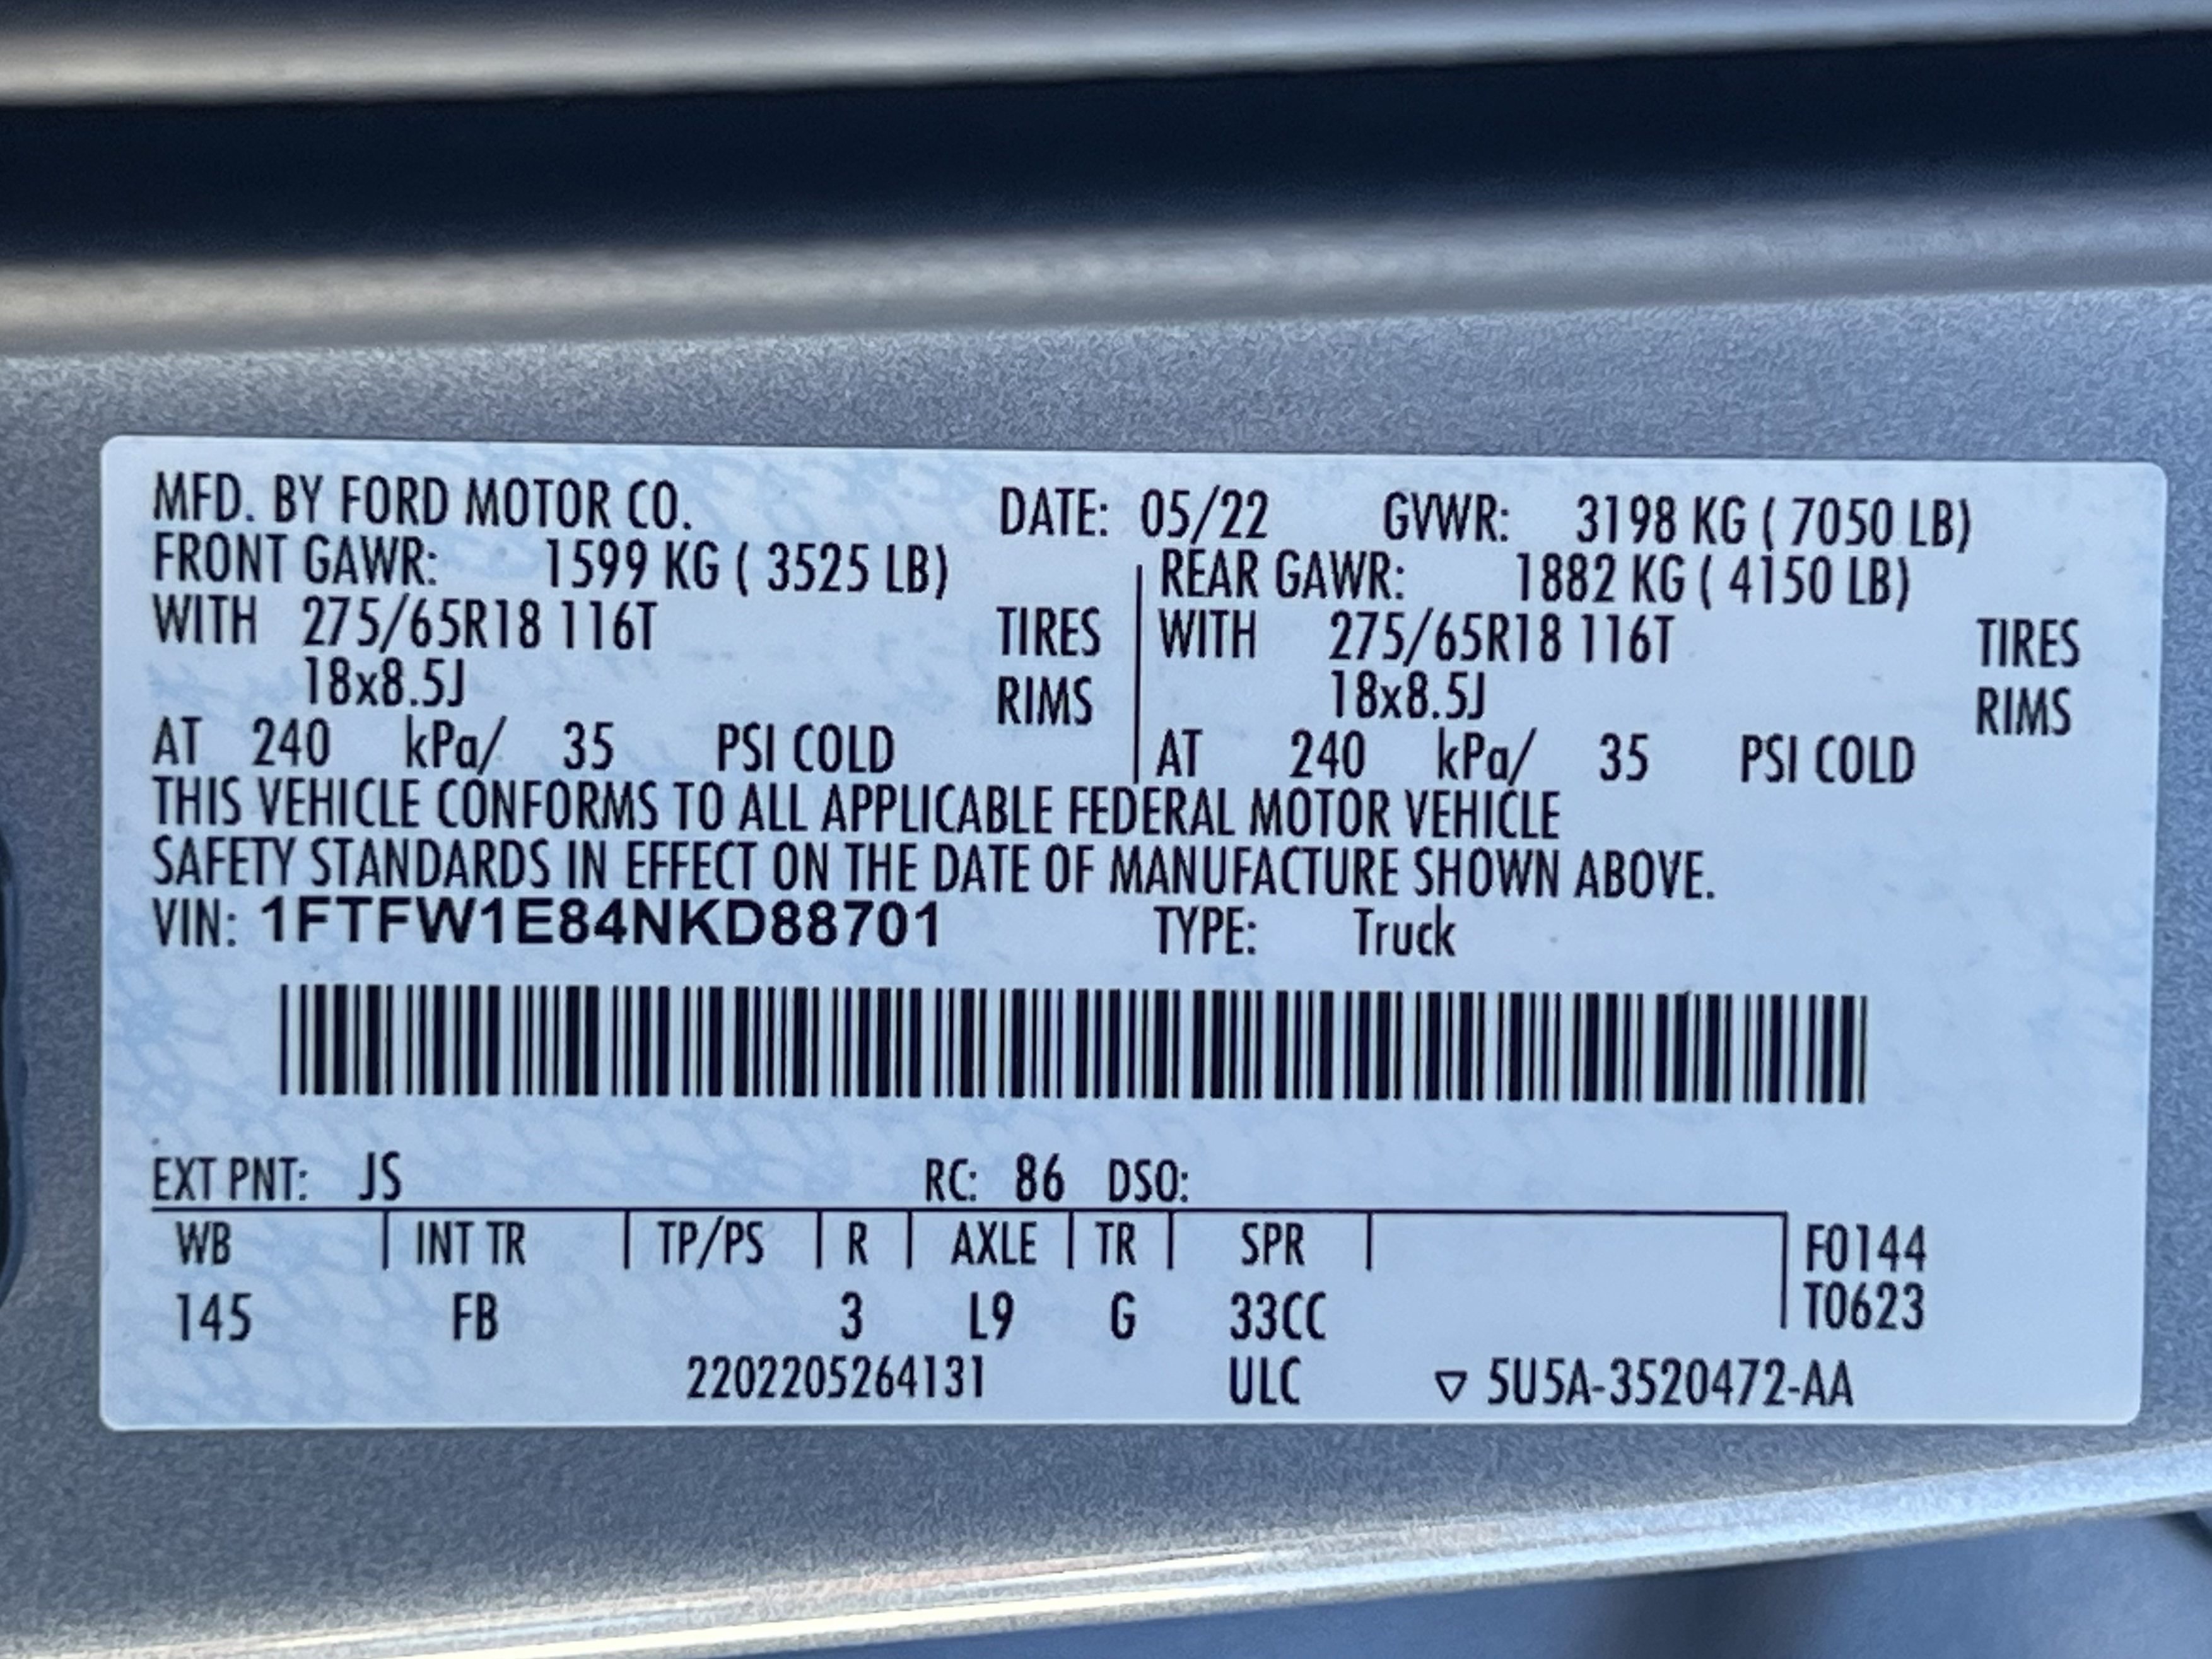 MFD. BY FORD MOTOR CO. DATE: 05/22 GVWR: 3198 KG ( 7050 LB)
FRONT GAWR: 1599 KG ( 3525 LB) REAR GAWR: 1882 KG ( 4150 LB)
WITH 275/65R18 116T TIRES WITH 275/65R18 116T TIRES
18x8.5J RIMS 18x8.5J RIMS
AT 240 kPa/ 35 PSI COLD AT 240 kPa/ 35 PSI COLD
THIS VEHICLE CONFORMS TO ALL APPLICABLE FEDERAL MOTOR VEHICLE
SAFETY STANDARDS IN EFFECT ON THE DATE OF MANUFACTURE SHOWN ABOVE.
VIN: 1FTFW1E84NKD88701 TYPE: Truck
EXT PNT: JS RC: 86 DSO:
WB INT TR TP/PS R AXLE TR SPR F0144
145 FB 3 L9 G 33CC T0623
2202205264131 ULC ▽ 5U5A-3520472-AA